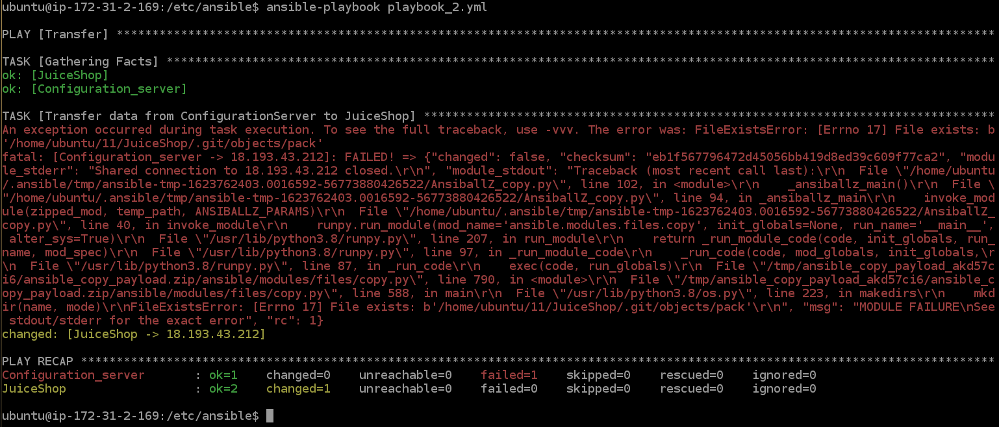 ubuntu@ip-172-31-2-169:/etc/ansible$ ansible-playbook playbook_2.yml
PLAY [Transfer] ***************************************************************************************************************************
TASK [Gathering Facts] ********************************************************************************************************************
ok: [JuiceShop]
ok: [Configuration_server]
TASK [Transfer data from ConfigurationServer to JuiceShop] ********************************************************************************
An exception occurred during task execution. To see the full traceback, use -vvv. The error was: FileExistsError: [Errno 17] File exists: b
'/home/ubuntu/11/JuiceShop/.git/objects/pack'
fatal: [Configuration_server -> 18.193.43.212]: FAILED! => {"changed": false, "checksum": "eb1f567796472d45056bb419d8ed39c609f77ca2", "modu
le_stderr": "Shared connection to 18.193.43.212 closed.\r\n", "module_stdout": "Traceback (most recent call last):\r\n  File \"/home/ubuntu
/.ansible/tmp/ansible-tmp-1623762403.0016592-56773880426522/AnsiballZ_copy.py\", line 102, in <module>\r\n    _ansiballz_main()\r\n  File \
"/home/ubuntu/.ansible/tmp/ansible-tmp-1623762403.0016592-56773880426522/AnsiballZ_copy.py\", line 94, in _ansiballz_main\r\n    invoke_mod
ule(zipped_mod, temp_path, ANSIBALLZ_PARAMS)\r\n  File \"/home/ubuntu/.ansible/tmp/ansible-tmp-1623762403.0016592-56773880426522/AnsiballZ_
copy.py\", line 40, in invoke_module\r\n    runpy.run_module(mod_name='ansible.modules.files.copy', init_globals=None, run_name='__main__',
 alter_sys=True)\r\n  File \"/usr/lib/python3.8/runpy.py\", line 207, in run_module\r\n    return _run_module_code(code, init_globals, run_
name, mod_spec)\r\n  File \"/usr/lib/python3.8/runpy.py\", line 97, in _run_module_code\r\n    _run_code(code, mod_globals, init_globals,\r
\n  File \"/usr/lib/python3.8/runpy.py\", line 87, in _run_code\r\n    exec(code, run_globals)\r\n  File \"/tmp/ansible_copy_payload_akd57c
i6/ansible_copy_payload.zip/ansible/modules/files/copy.py\", line 790, in <module>\r\n  File \"/tmp/ansible_copy_payload_akd57ci6/ansible_c
opy_payload.zip/ansible/modules/files/copy.py\", line 588, in main\r\n  File \"/usr/lib/python3.8/os.py\", line 223, in makedirs\r\n    mkd
ir(name, mode)\r\nFileExistsError: [Errno 17] File exists: b'/home/ubuntu/11/JuiceShop/.git/objects/pack'\r\n", "msg": "MODULE FAILURE\nSee
 stdout/stderr for the exact error", "rc": 1}
changed: [JuiceShop -> 18.193.43.212]
PLAY RECAP ********************************************************************************************************************************
Configuration_server       : ok=1    changed=0    unreachable=0    failed=1    skipped=0    rescued=0    ignored=0
JuiceShop                  : ok=2    changed=1    unreachable=0    failed=0    skipped=0    rescued=0    ignored=0
ubuntu@ip-172-31-2-169:/etc/ansible$